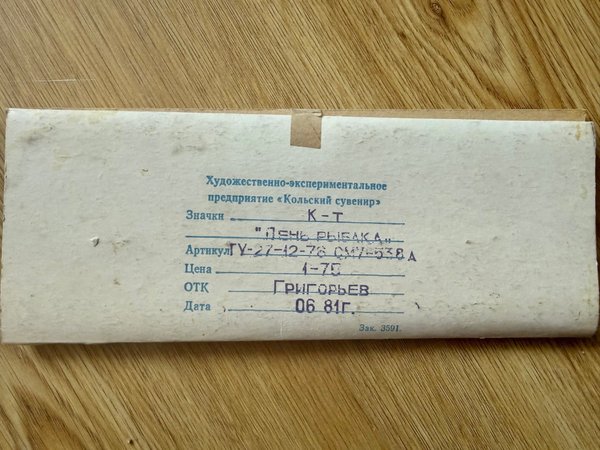 Художественно-экспериментальное
предприятие «Кольский сувенир»
Значки К-Т
"ДЕНЬ РЫБАКА"
Артикул ТУ-27-12-76
Цена 1-75
ОТК ГРИГОРЬЕВ
Дата 06 81г.
Зак. 3591.